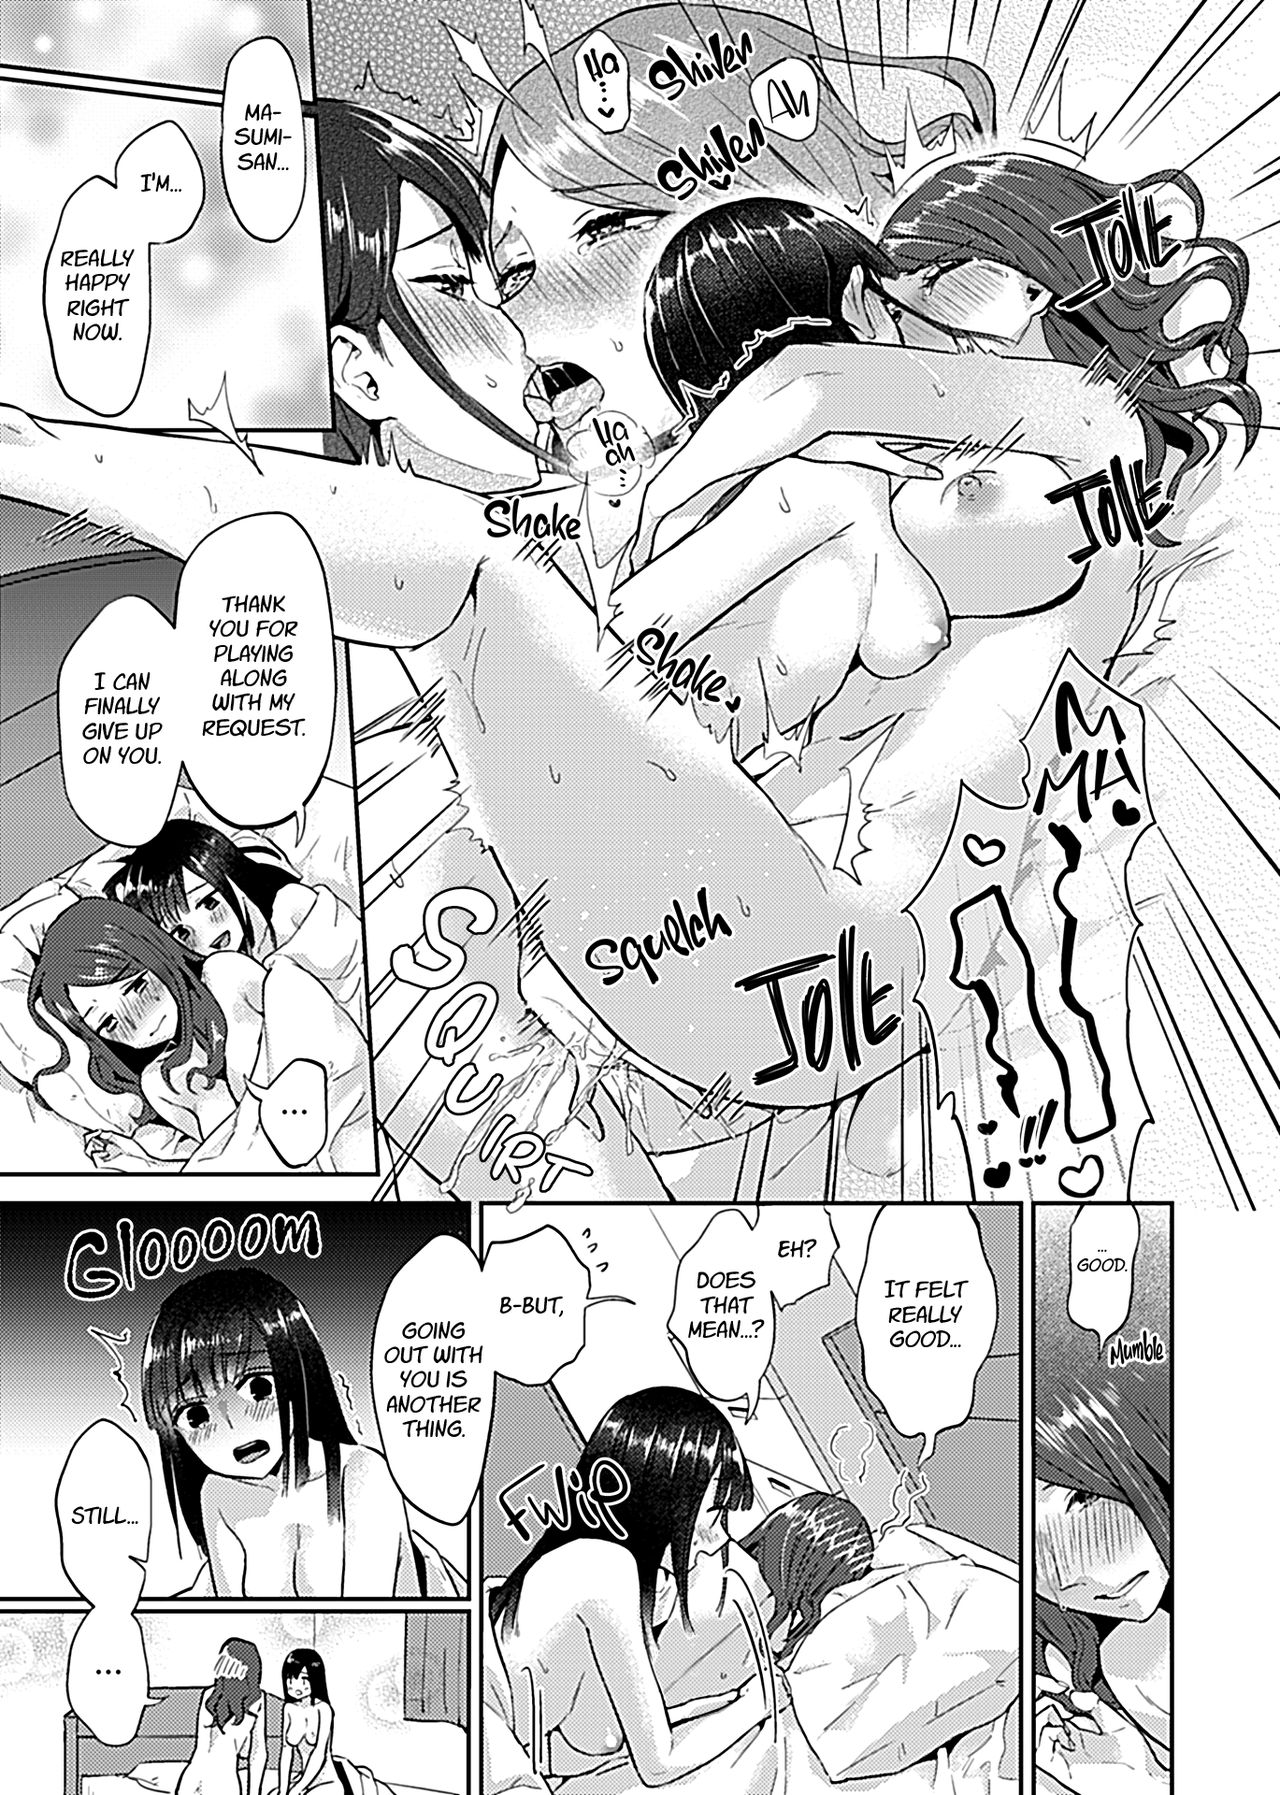 Ha
....
Shiver
Ah
Shiver
Jolt
Ha
ah
...
Jolt
Shake
Shake
M
MH
!!
Squelch
Jolt
SQUIRT
MA-
SUMI-
SAN...
I'M...
REALLY
HAPPY
RIGHT
NOW.
THANK
YOU FOR
PLAYING
ALONG
WITH MY
REQUEST.
I CAN
FINALLY
GIVE UP
ON YOU.
...
...
GOOD.
Mumble
IT FELT
REALLY
GOOD...
EH?
DOES
THAT
MEAN...?
FWiP
B-BUT,
GOING
OUT WITH
YOU IS
ANOTHER
THING.
Glooooom
STILL...
...